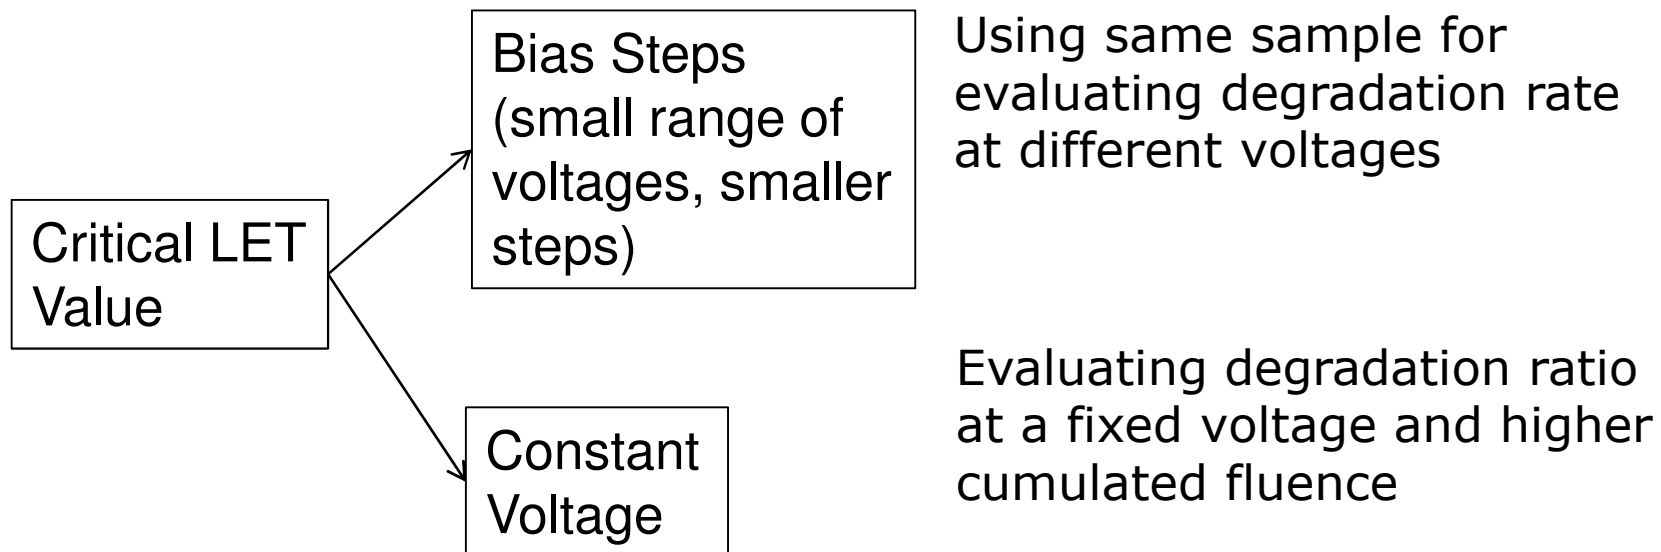 Critical LET
Value
Bias Steps
(small range of
voltages, smaller
steps)
Using same sample for
evaluating degradation rate
at different voltages
Constant
Voltage
Evaluating degradation ratio
at a fixed voltage and higher
cumulated fluence